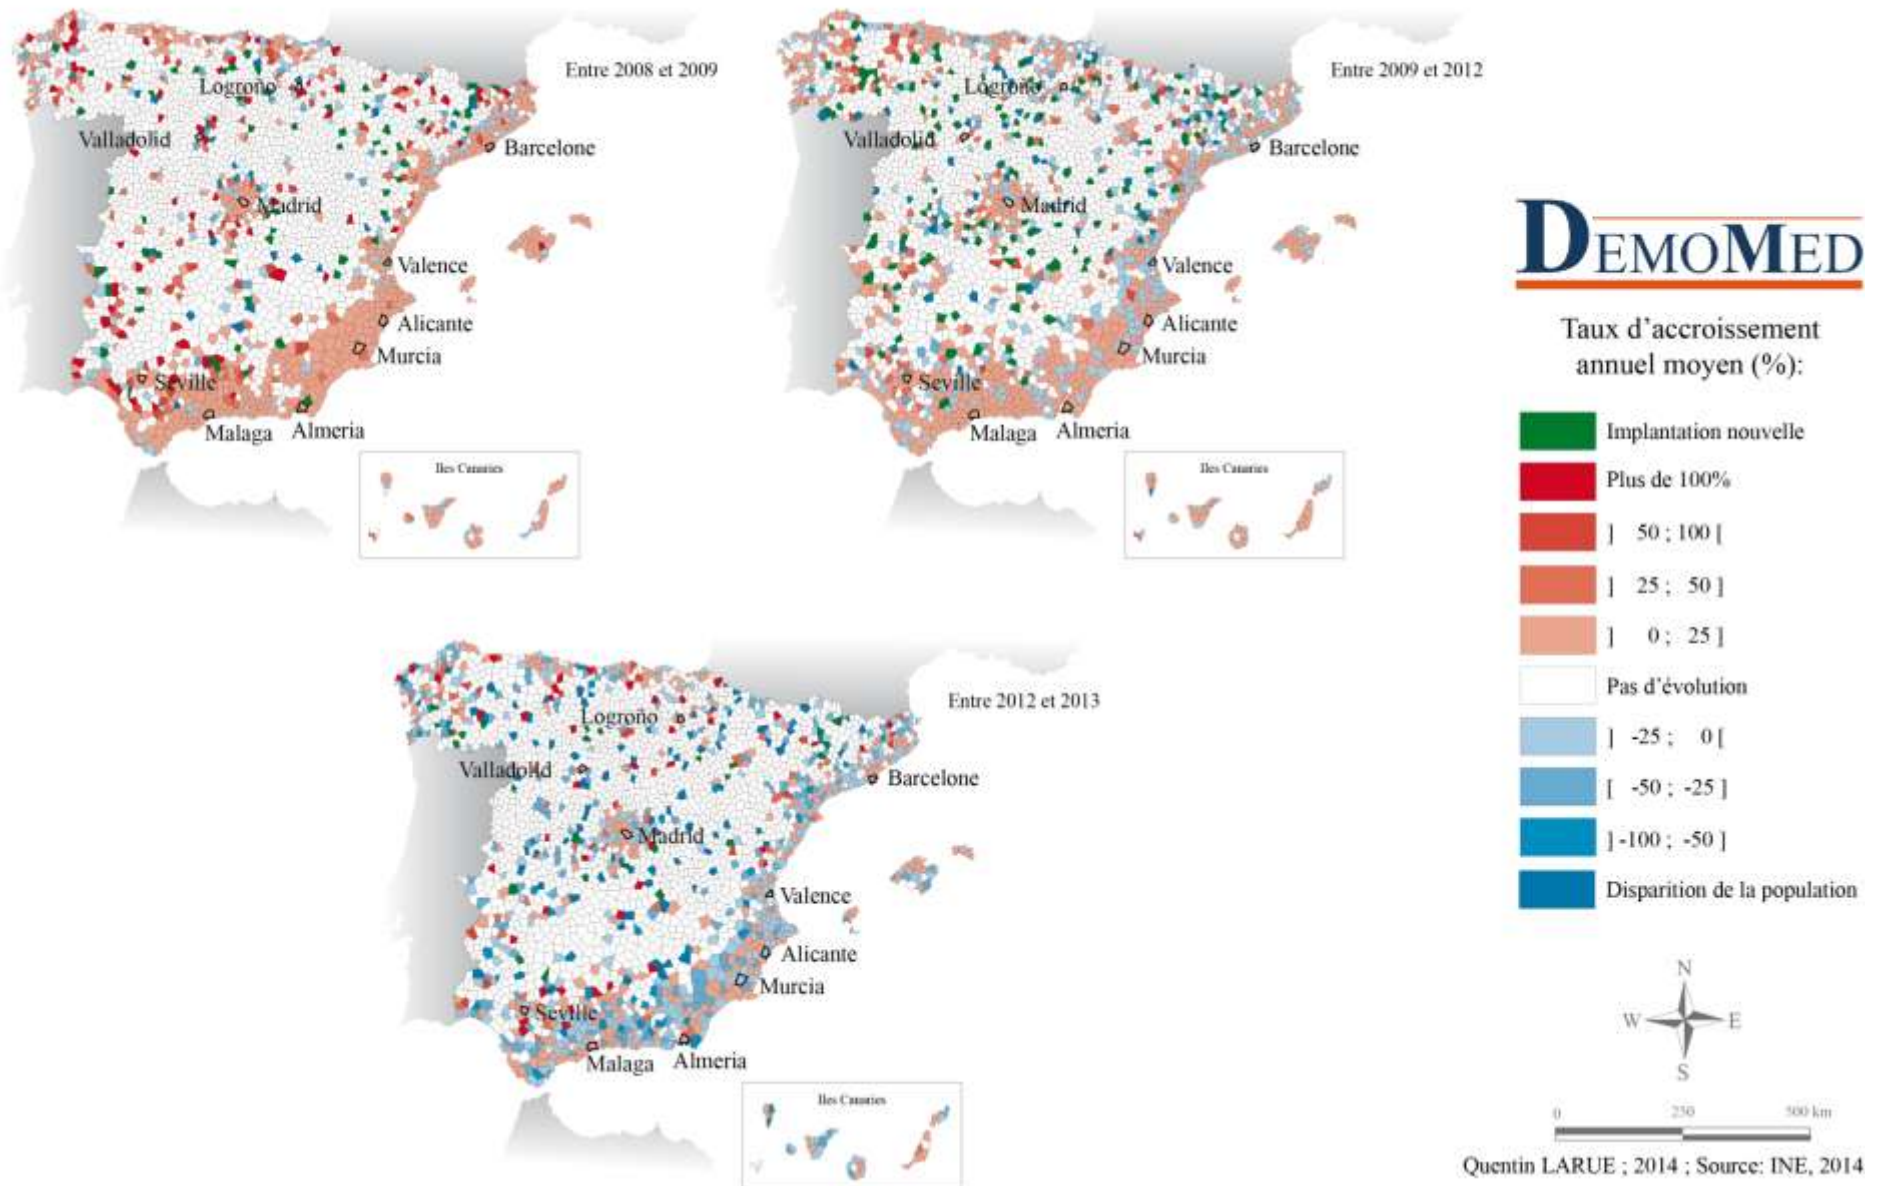 Entre 2008 et 2009
Logroño
Valladolid
Barcelone
Madrid
Valence
Alicante
Murcia
Seville
Malaga
Almeria
Iles Canaries
Entre 2009 et 2012
Logroño
Valladolid
Barcelone
Madrid
Valence
Alicante
Murcia
Seville
Malaga
Almeria
Iles Canaries
Entre 2012 et 2013
Logroño
Valladolid
Barcelone
Madrid
Valence
Alicante
Murcia
Seville
Malaga
Almeria
Iles Canaries
DEMOMED
Taux d'accroissement
annuel moyen (%):
Implantation nouvelle
Plus de 100%
] 50 ; 100 [
] 25 ; 50 ]
] 0 ; 25 ]
Pas d'évolution
] -25 ; 0 [
[ -50 ; -25 ]
] -100 ; -50 ]
Disparition de la population
N
W E
S
0 250 500 km
Quentin LARUE ; 2014 ; Source: INE, 2014